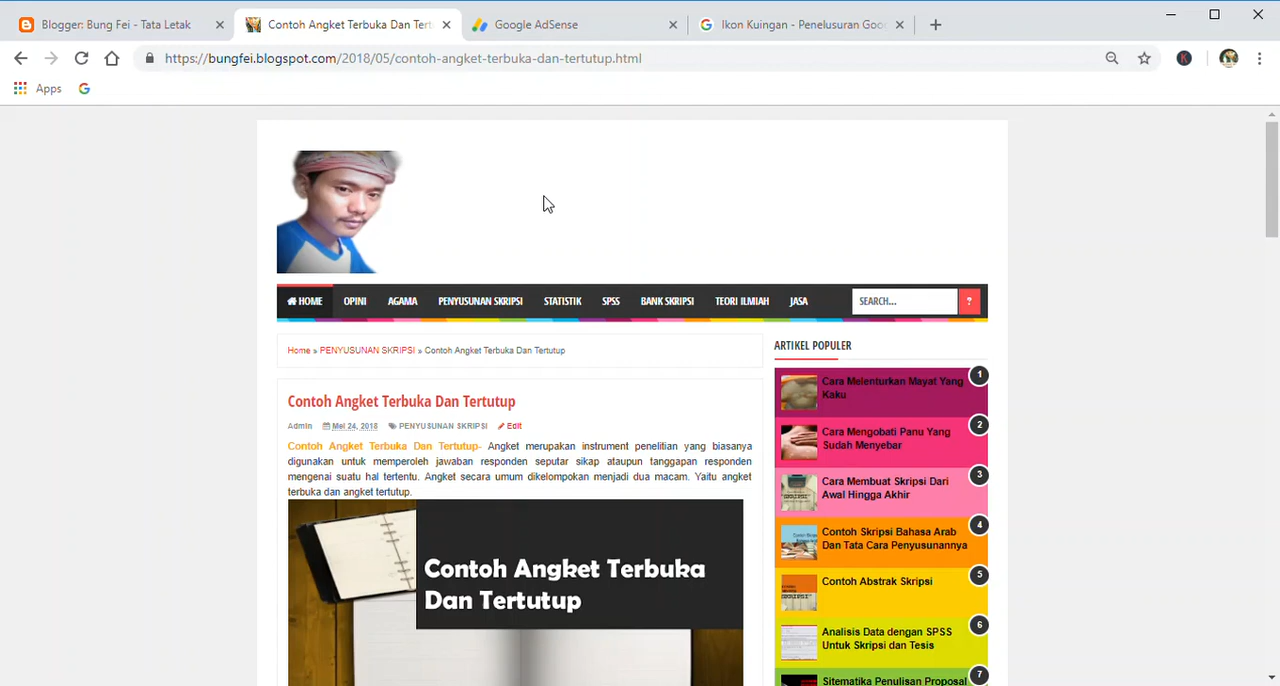 Blogger: Bung Fei - Tata Letak
Contoh Angket Terbuka Dan Tert
Google AdSense
Ikon Kuingan - Penelusuran Goo
https://bungfei.blogspot.com/2018/05/contoh-angket-terbuka-dan-tertutup.html
K
Apps
HOME
OPINI
AGAMA
PENYUSUNAN SKRIPSI
STATISTIK
SPSS
BANK SKRIPSI
TEORI ILMIAH
JASA
SEARCH...
?
Home » PENYUSUNAN SKRIPSI » Contoh Angket Terbuka Dan Tertutup
Contoh Angket Terbuka Dan Tertutup
Admin Mei 24, 2018 PENYUSUNAN SKRIPSI Edit
Contoh Angket Terbuka Dan Tertutup- Angket merupakan instrument penelitian yang biasanya
digunakan untuk memperoleh jawaban responden seputar sikap ataupun tanggapan responden
mengenai suatu hal tertentu. Angket secara umum dikelompokan menjadi dua macam. Yaitu angket
terbuka dan angket tertutup.
Contoh Angket Terbuka
Dan Tertutup
ARTIKEL POPULER
Cara Melenturkan Mayat Yang
Kaku
1
Cara Mengobati Panu Yang
Sudah Menyebar
2
Cara Membuat Skripsi Dari
Awal Hingga Akhir
3
Contoh Skripsi Bahasa Arab
Dan Tata Cara Penyusunannya
4
Contoh Abstrak Skripsi
5
Analisis Data dengan SPSS
Untuk Skripsi dan Tesis
6
Sitematika Penulisan Proposal
7